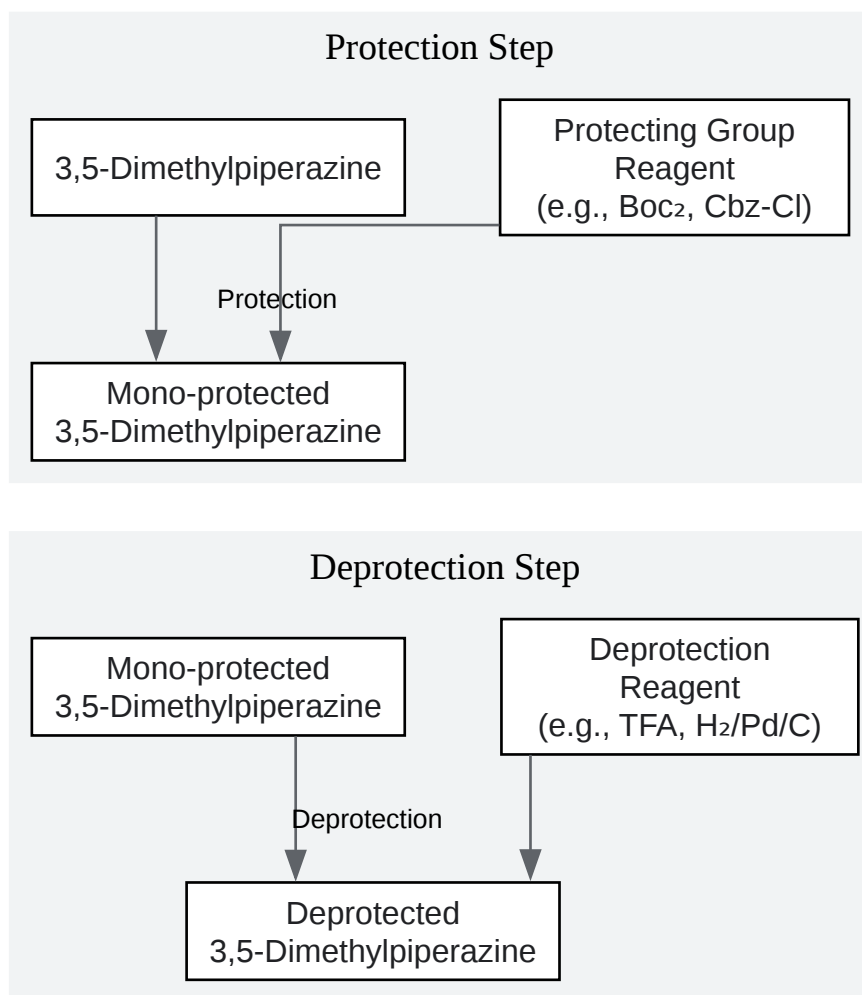 Protection Step
3,5-Dimethylpiperazine
Protecting Group
Reagent
(e.g., Boc₂, Cbz-Cl)
Protection
Mono-protected
3,5-Dimethylpiperazine
Deprotection Step
Mono-protected
3,5-Dimethylpiperazine
Deprotection
Reagent
(e.g., TFA, H₂/Pd/C)
Deprotection
Deprotected
3,5-Dimethylpiperazine